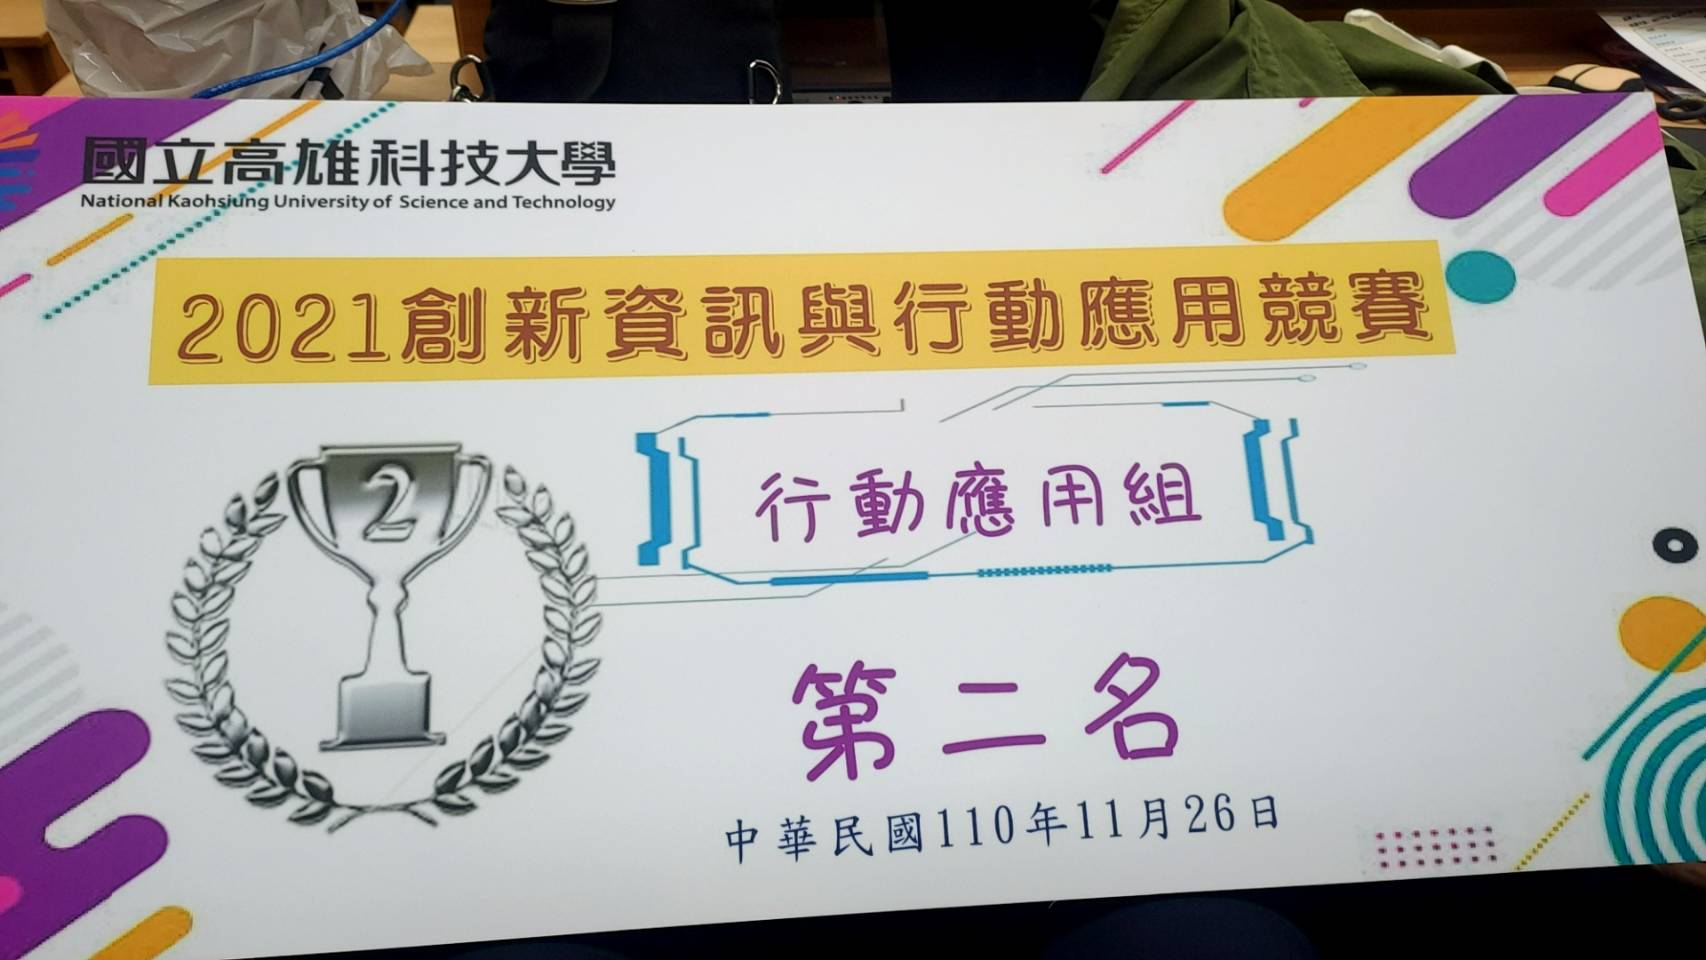 國立高雄科技大學
National Kaohsiung University of Science and Technology
2021創新資訊與行動應用競賽
2
行動應用組
第二名
中華民國110年11月26日